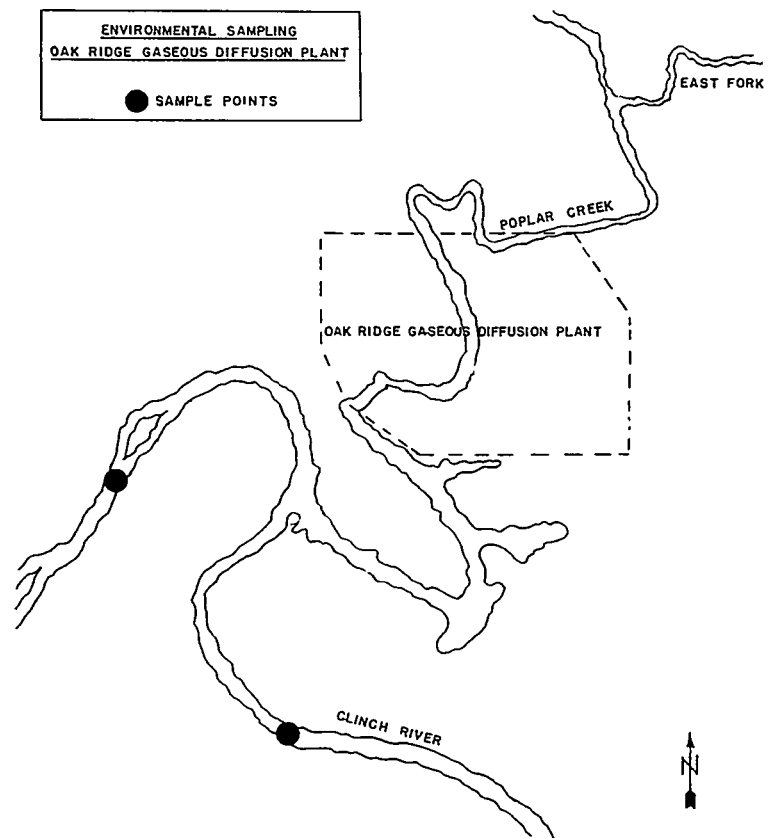 ENVIRONMENTAL SAMPLING
OAK RIDGE GASEOUS DIFFUSION PLANT
SAMPLE POINTS
EAST FORK
POPLAR CREEK
OAK RIDGE GASEOUS DIFFUSION PLANT
CLINCH RIVER
N